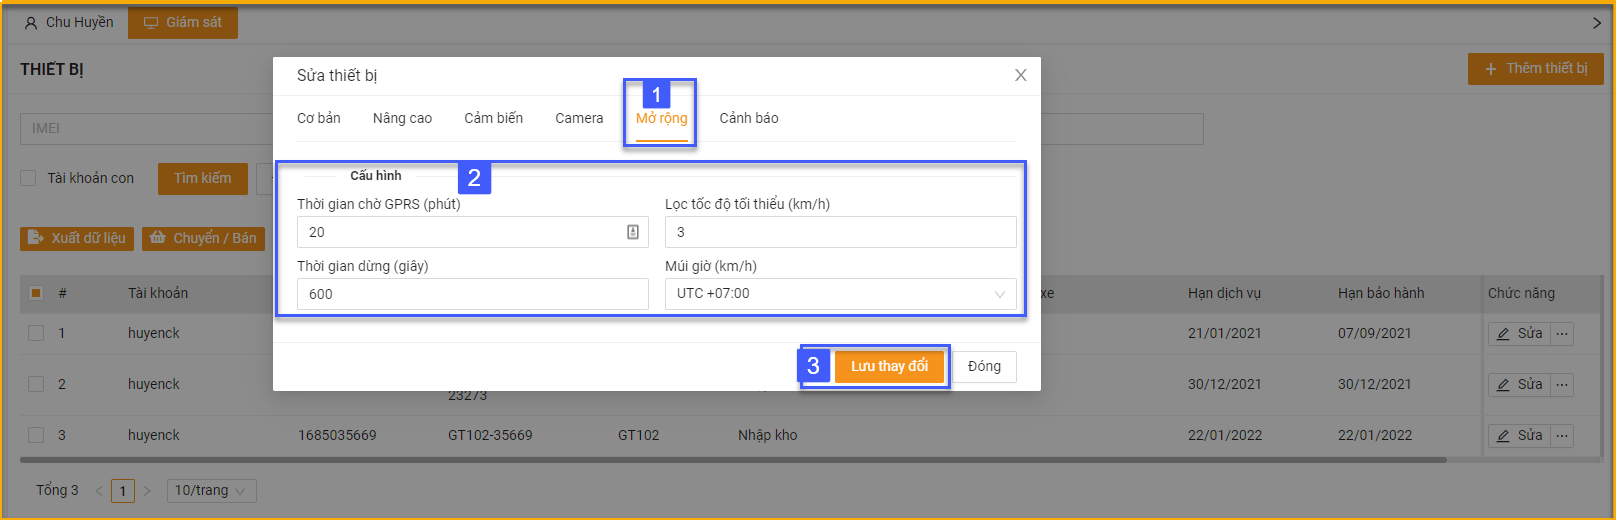 Chu Huyền Giám sát
THIẾT BỊ
Thêm thiết bị
Sửa thiết bị
1
Cơ bản Nâng cao Cảm biến Camera Mở rộng Cảnh báo
IMEI
Tài khoản con Tìm kiếm
Cấu hình 2
Thời gian chờ GPRS (phút) Lọc tốc độ tối thiểu (km/h)
20 3
Xuất dữ liệu Chuyển / Bán
Thời gian dừng (giây) Múi giờ (km/h)
600 UTC +07:00
# Tài khoản xe Hạn dịch vụ Hạn bảo hành Chức năng
1 huyenck 21/01/2021 07/09/2021 Sửa ...
3 Lưu thay đổi Đóng
2 huyenck 23273 30/12/2021 30/12/2021 Sửa ...
3 huyenck 1685035669 GT102-35669 GT102 Nhập kho 22/01/2022 22/01/2022 Sửa ...
Tổng 3 < 1 > 10/trang